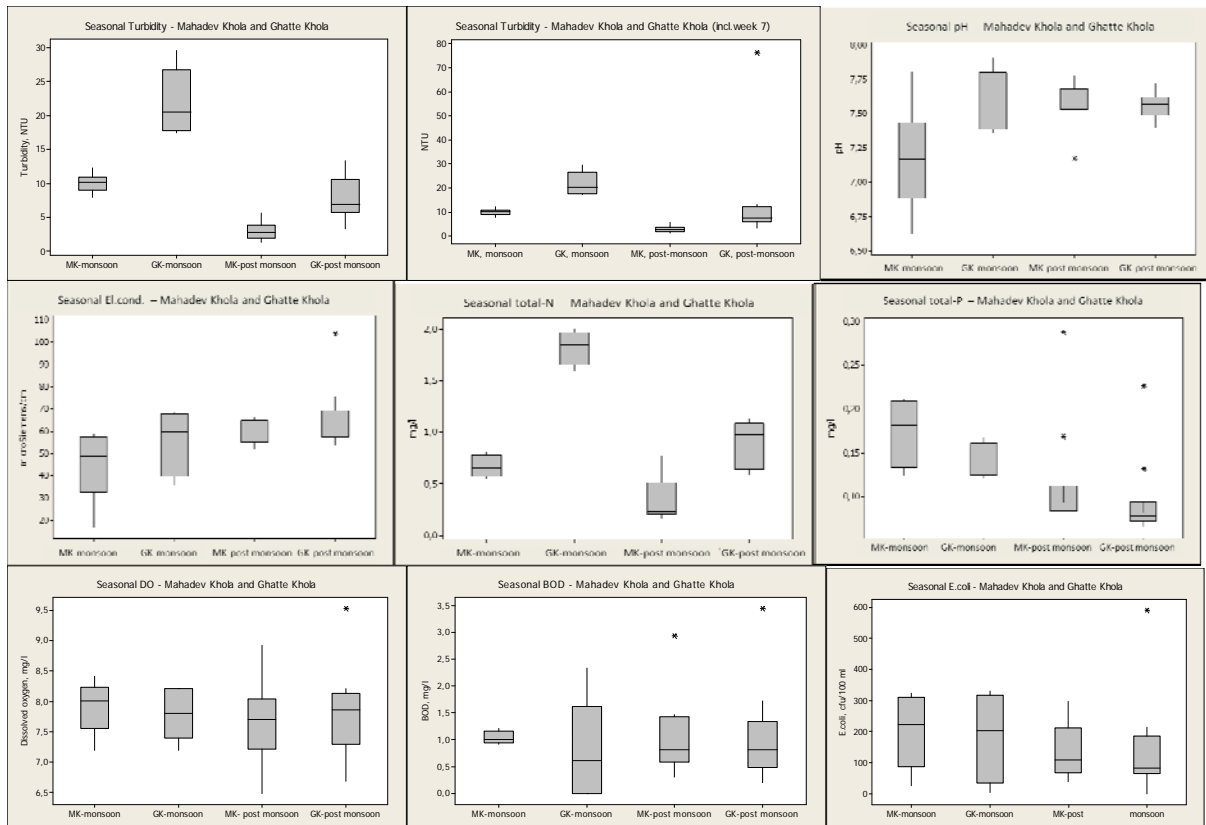 Seasonal Turbidity - Mahadev Khola and Ghatte Khola
Turbidity, NTU
30
25
20
15
10
5
0
MK-monsoon GK-monsoon MK-post monsoon GK-post monsoon
Seasonal Turbidity - Mahadev Khola and Ghatte Khola (incl.week 7)
NTU
80
70
60
50
40
30
20
10
0
MK, monsoon GK, monsoon MK, post-monsoon GK, post-monsoon
Seasonal pH Mahadev Khola and Ghatte Khola
pH
8,00
7,75
7,50
7,25
7,00
6,75
6,50
MK monsoon GK monsoon MK post monsoon GK post monsoon
Seasonal El.cond. – Mahadev Khola and Ghatte Khola
110
100
90
80
70
60
50
40
30
20
MK monsoon GK monsoon MK post monsoon GK post monsoon
Seasonal total-N Mahadev Khola and Ghatte Khola
mg/l
2,0
1,5
1,0
0,5
0,0
MK-monsoon GK-monsoon MK-post monsoon GK-post monsoon
Seasonal total-P – Mahadev Khola and Ghatte Khola
mg/l
0,30
0,25
0,20
0,15
0,10
MK-monsoon GK-monsoon MK-post monsoon GK-post monsoon
Seasonal DO - Mahadev Khola and Ghatte Khola
Dissolved oxygen, mg/l
9,5
9,0
8,5
8,0
7,5
7,0
6,5
MK-monsoon GK-monsoon MK- post monsoon GK-post monsoon
Seasonal BOD - Mahadev Khola and Ghatte Khola
BOD, mg/l
3,5
3,0
2,5
2,0
1,5
1,0
0,5
0,0
MK-monsoon GK-monsoon MK-post monsoon GK-post monsoon
Seasonal E.coli - Mahadev Khola and Ghatte Khola
E.coli, cfu/100 ml
600
500
400
300
200
100
0
MK-monsoon GK-monsoon MK-post monsoon